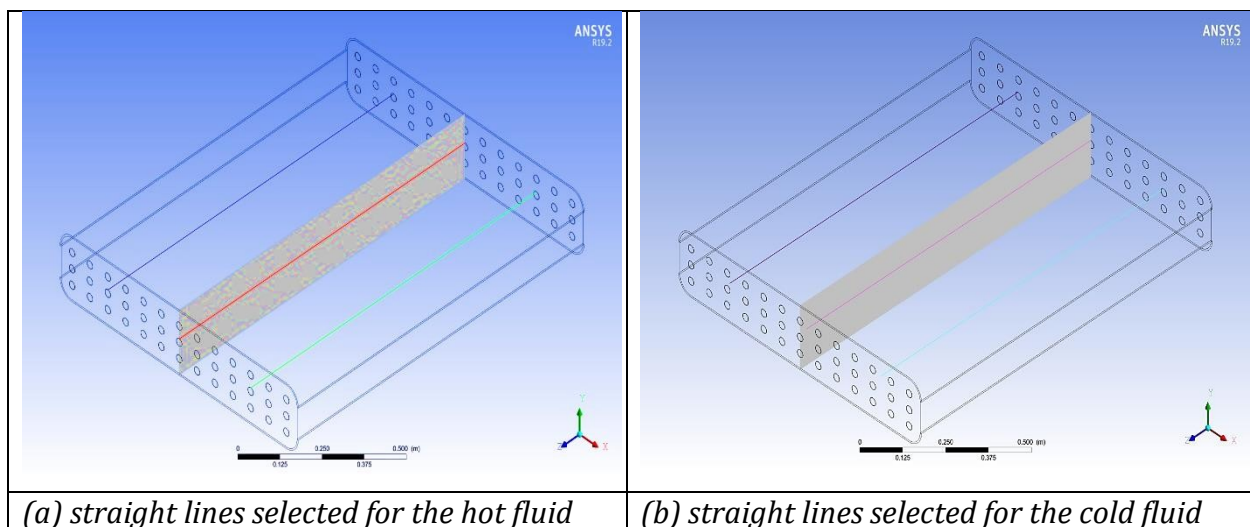 ANSYS
R19.2
0 0.250 0.500 (m)
0.125 0.375
Y
Z X
ANSYS
R19.2
0 0.250 0.500 (m)
0.125 0.375
Y
Z X
(a) straight lines selected for the hot fluid
(b) straight lines selected for the cold fluid